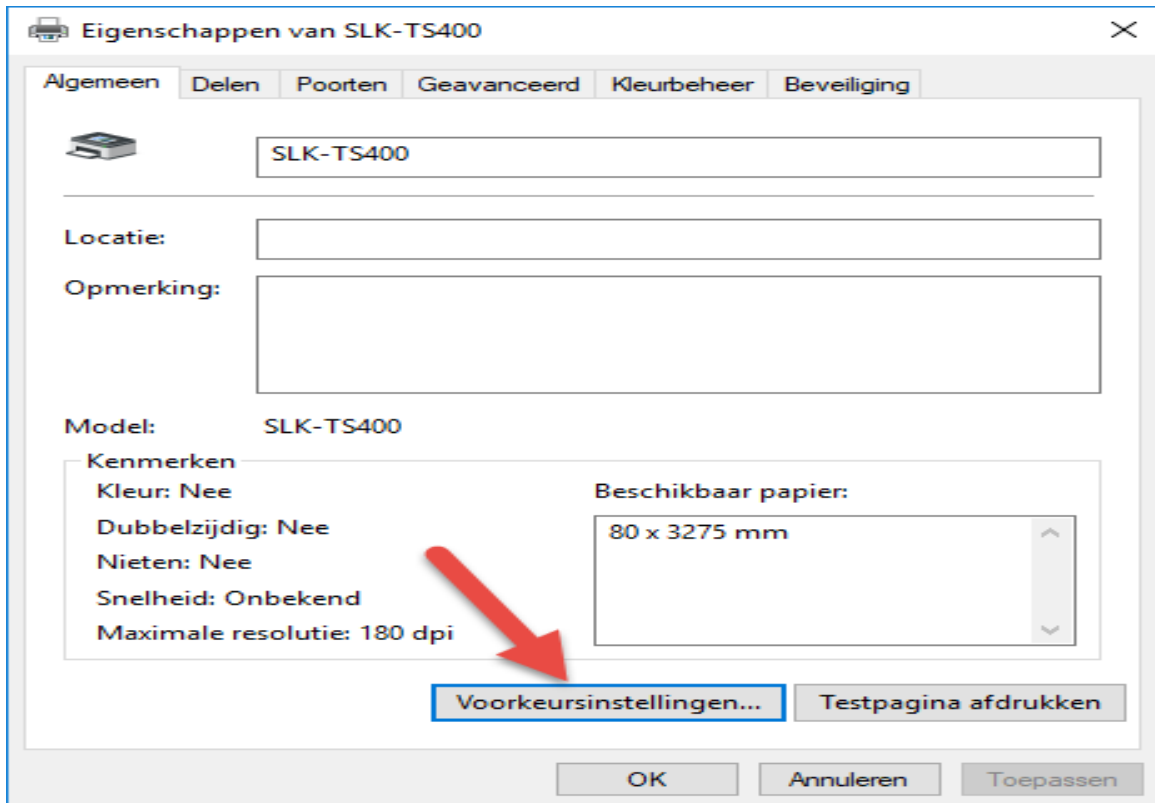 Eigenschappen van SLK-TS400
Algemeen Delen Poorten Geavanceerd Kleurbeheer Beveiliging
SLK-TS400
Locatie:
Opmerking:
Model: SLK-TS400
Kenmerken
Kleur: Nee
Dubbelzijdig: Nee
Nieten: Nee
Snelheid: Onbekend
Maximale resolutie: 180 dpi
Beschikbaar papier:
80 x 3275 mm
Voorkeursinstellingen... Testpagina afdrukken
OK Annuleren Toepassen